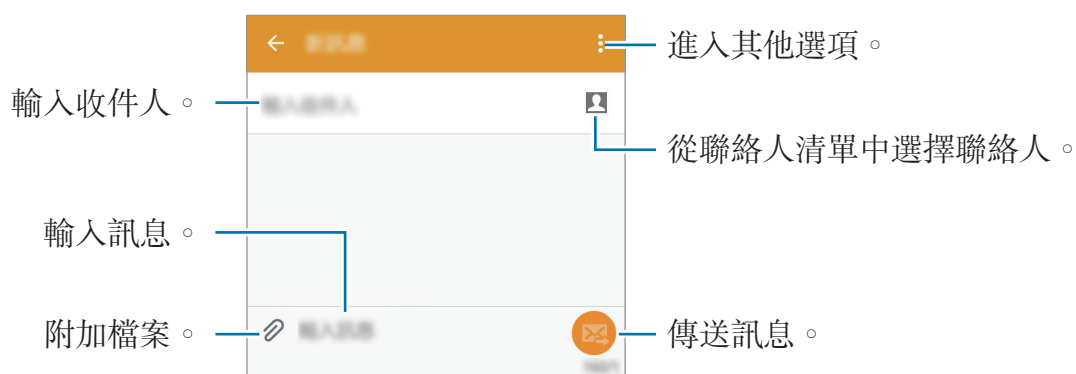 進入其他選項。
輸入收件人。
從聯絡人清單中選擇聯絡人。
輸入訊息。
附加檔案。
傳送訊息。